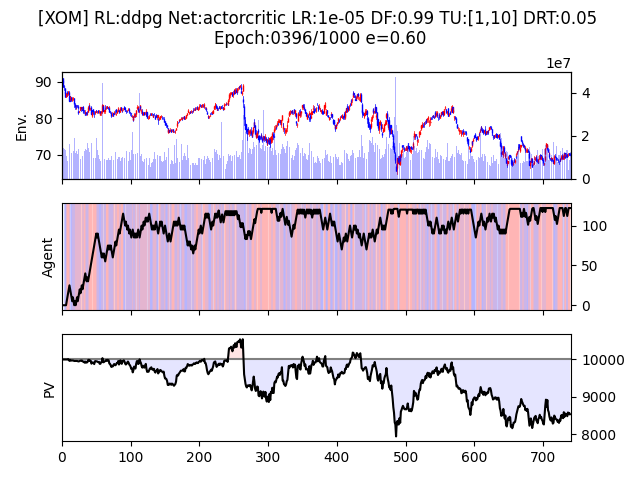 [XOM] RL:ddpg Net:actorcritic LR:1e-05 DF:0.99 TU:[1,10] DRT:0.05
Epoch:0396/1000 e=0.60
1e7
90
80
70
Env.
4
2
0
Agent
100
50
0
PV
10000
9000
8000
0 100 200 300 400 500 600 700